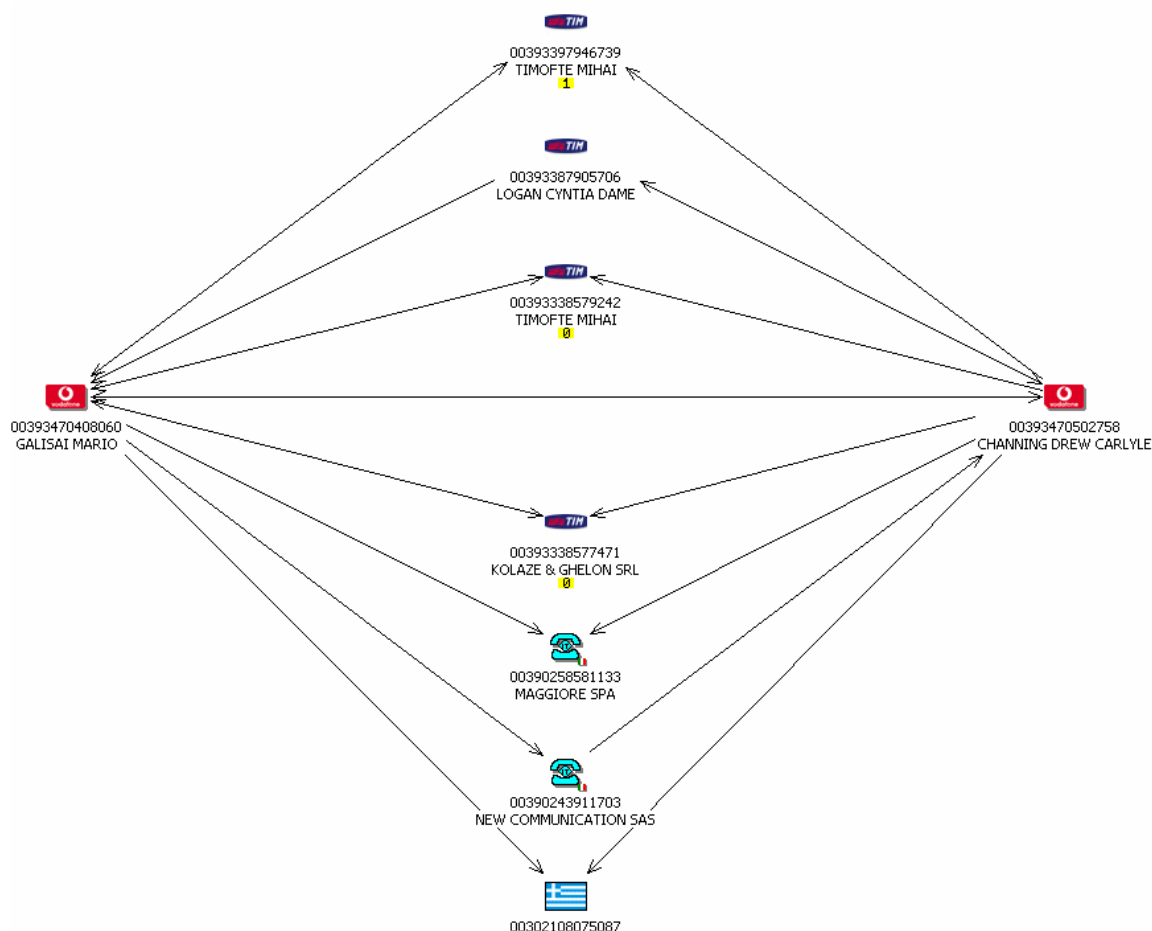 TIM
00393397946739
TIMOFTE MIHAI
1
TIM
00393387905706
LOGAN CYNTIA DAME
TIM
00393338579242
TIMOFTE MIHAI
0
vodafone
00393470408060
GALISAI MARIO
vodafone
00393470502758
CHANNING DREW CARLYLE
TIM
00393338577471
KOLAZE & GHELON SRL
0
00390258581133
MAGGIORE SPA
00390243911703
NEW COMMUNICATION SAS
00302108075087